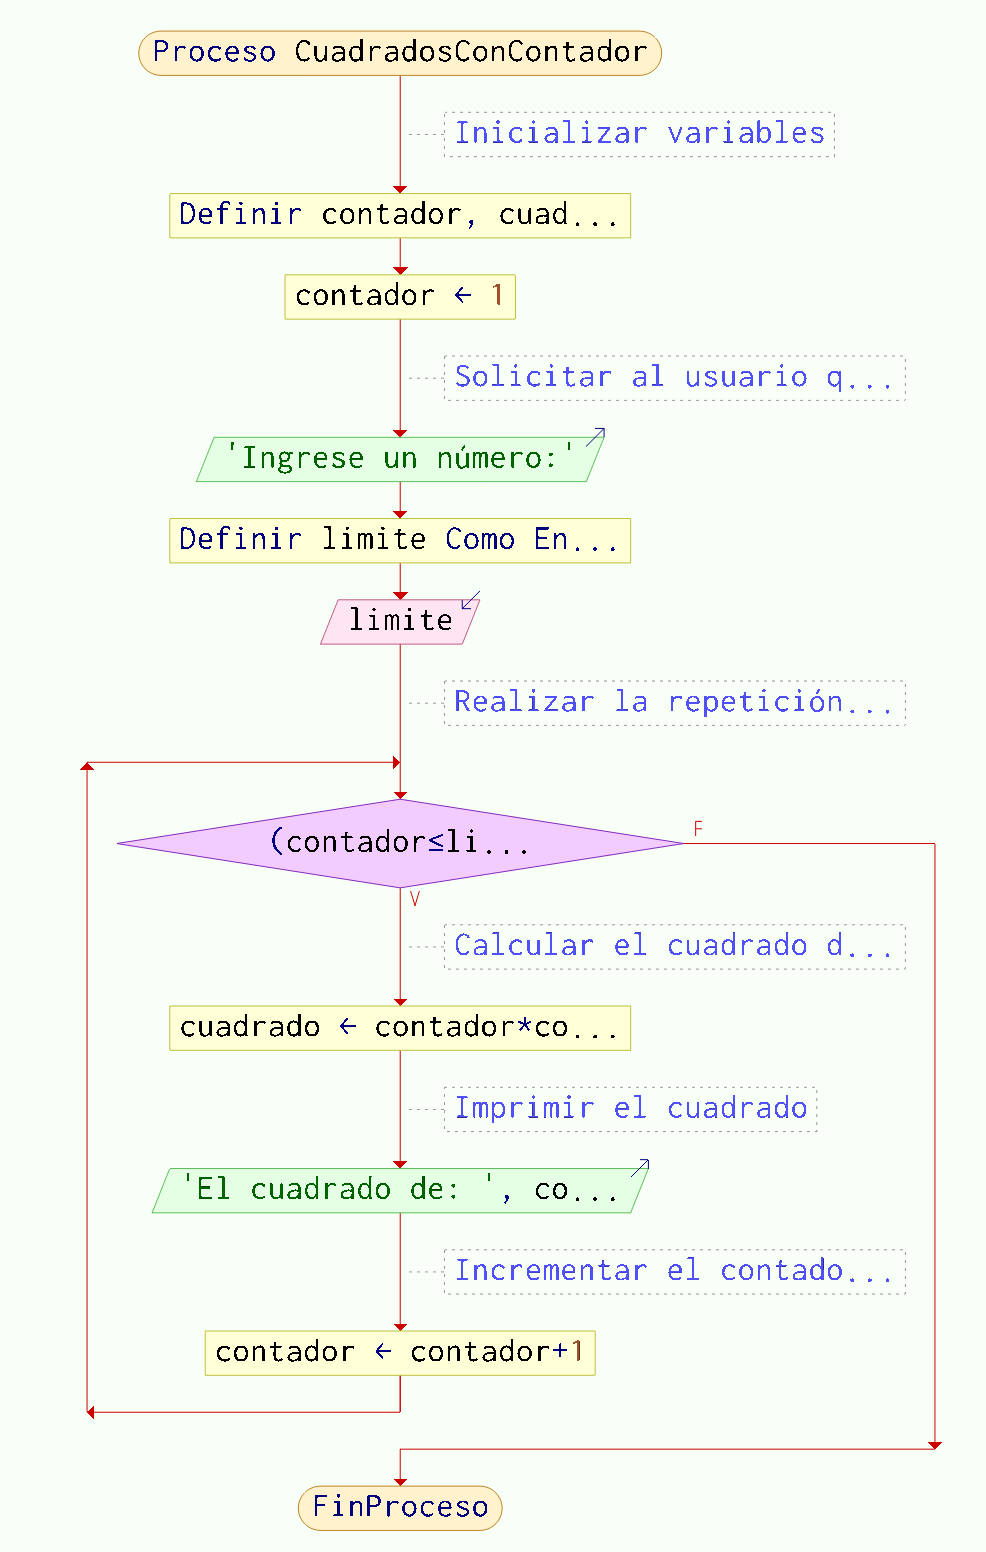 Proceso CuadradosConContador
Inicializar variables
Definir contador, cuad...
contador ← 1
Solicitar al usuario q...
'Ingrese un número:'
Definir limite Como En...
limite
Realizar la repetición...
(contador≤li...
F
V
Calcular el cuadrado d...
cuadrado ← contador*co...
Imprimir el cuadrado
'El cuadrado de: ', co...
Incrementar el contado...
contador ← contador+1
FinProceso